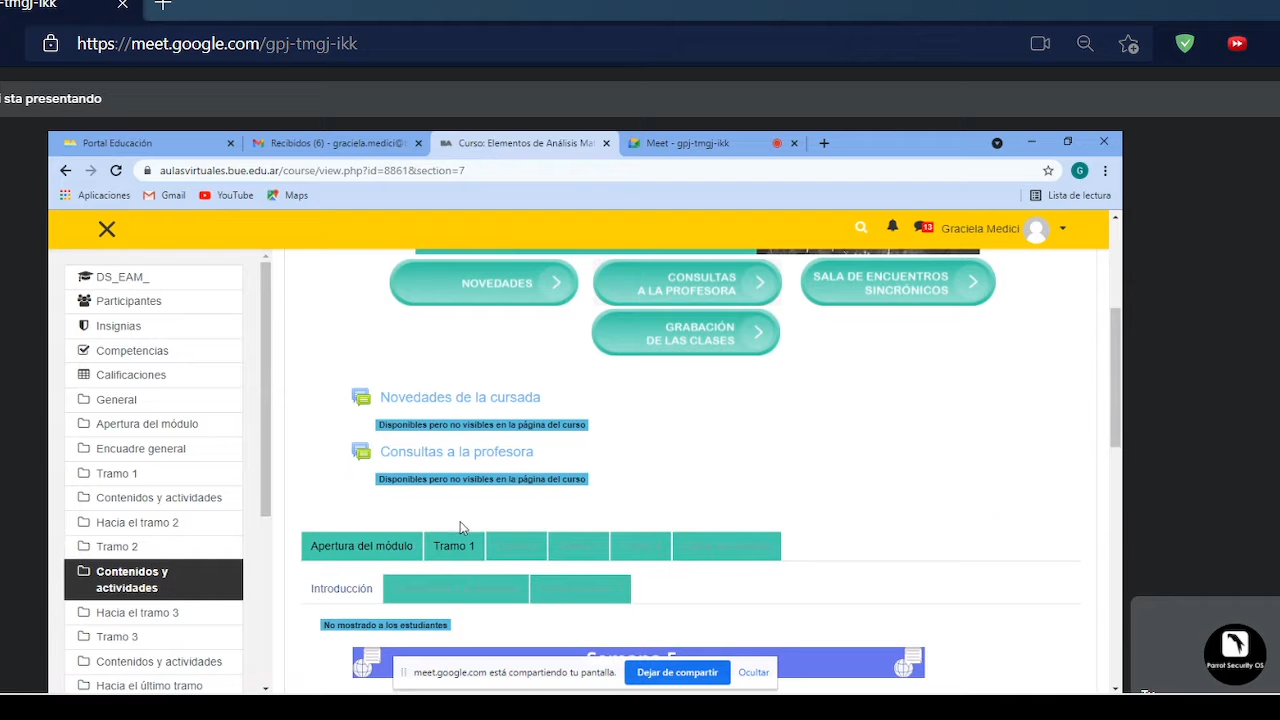 -tmgj-ikk
https://meet.google.com/gpj-tmgj-ikk
sta presentando
Portal Educación
Recibidos (6) - graciela.medici@
Curso: Elementos de Análisis Mat
Meet - gpj-tmgj-ikk
aulasvirtuales.bue.edu.ar/course/view.php?id=8861&section=7
G
Aplicaciones
Gmail
YouTube
Maps
Lista de lectura
13
Graciela Medici
DS_EAM_
Participantes
Insignias
Competencias
Calificaciones
General
Apertura del módulo
Encuadre general
Tramo 1
Contenidos y actividades
Hacia el tramo 2
Tramo 2
Contenidos y
actividades
Hacia el tramo 3
Tramo 3
Contenidos y actividades
Hacia el último tramo
NOVEDADES
CONSULTAS
A LA PROFESORA
SALA DE ENCUENTROS
SINCRÓNICOS
GRABACIÓN
DE LAS CLASES
Novedades de la cursada
Disponibles pero no visibles en la página del curso
Consultas a la profesora
Disponibles pero no visibles en la página del curso
Apertura del módulo
Tramo 1
Introducción
No mostrado a los estudiantes
meet.google.com está compartiendo tu pantalla.
Dejar de compartir
Ocultar
Parrot Security OS